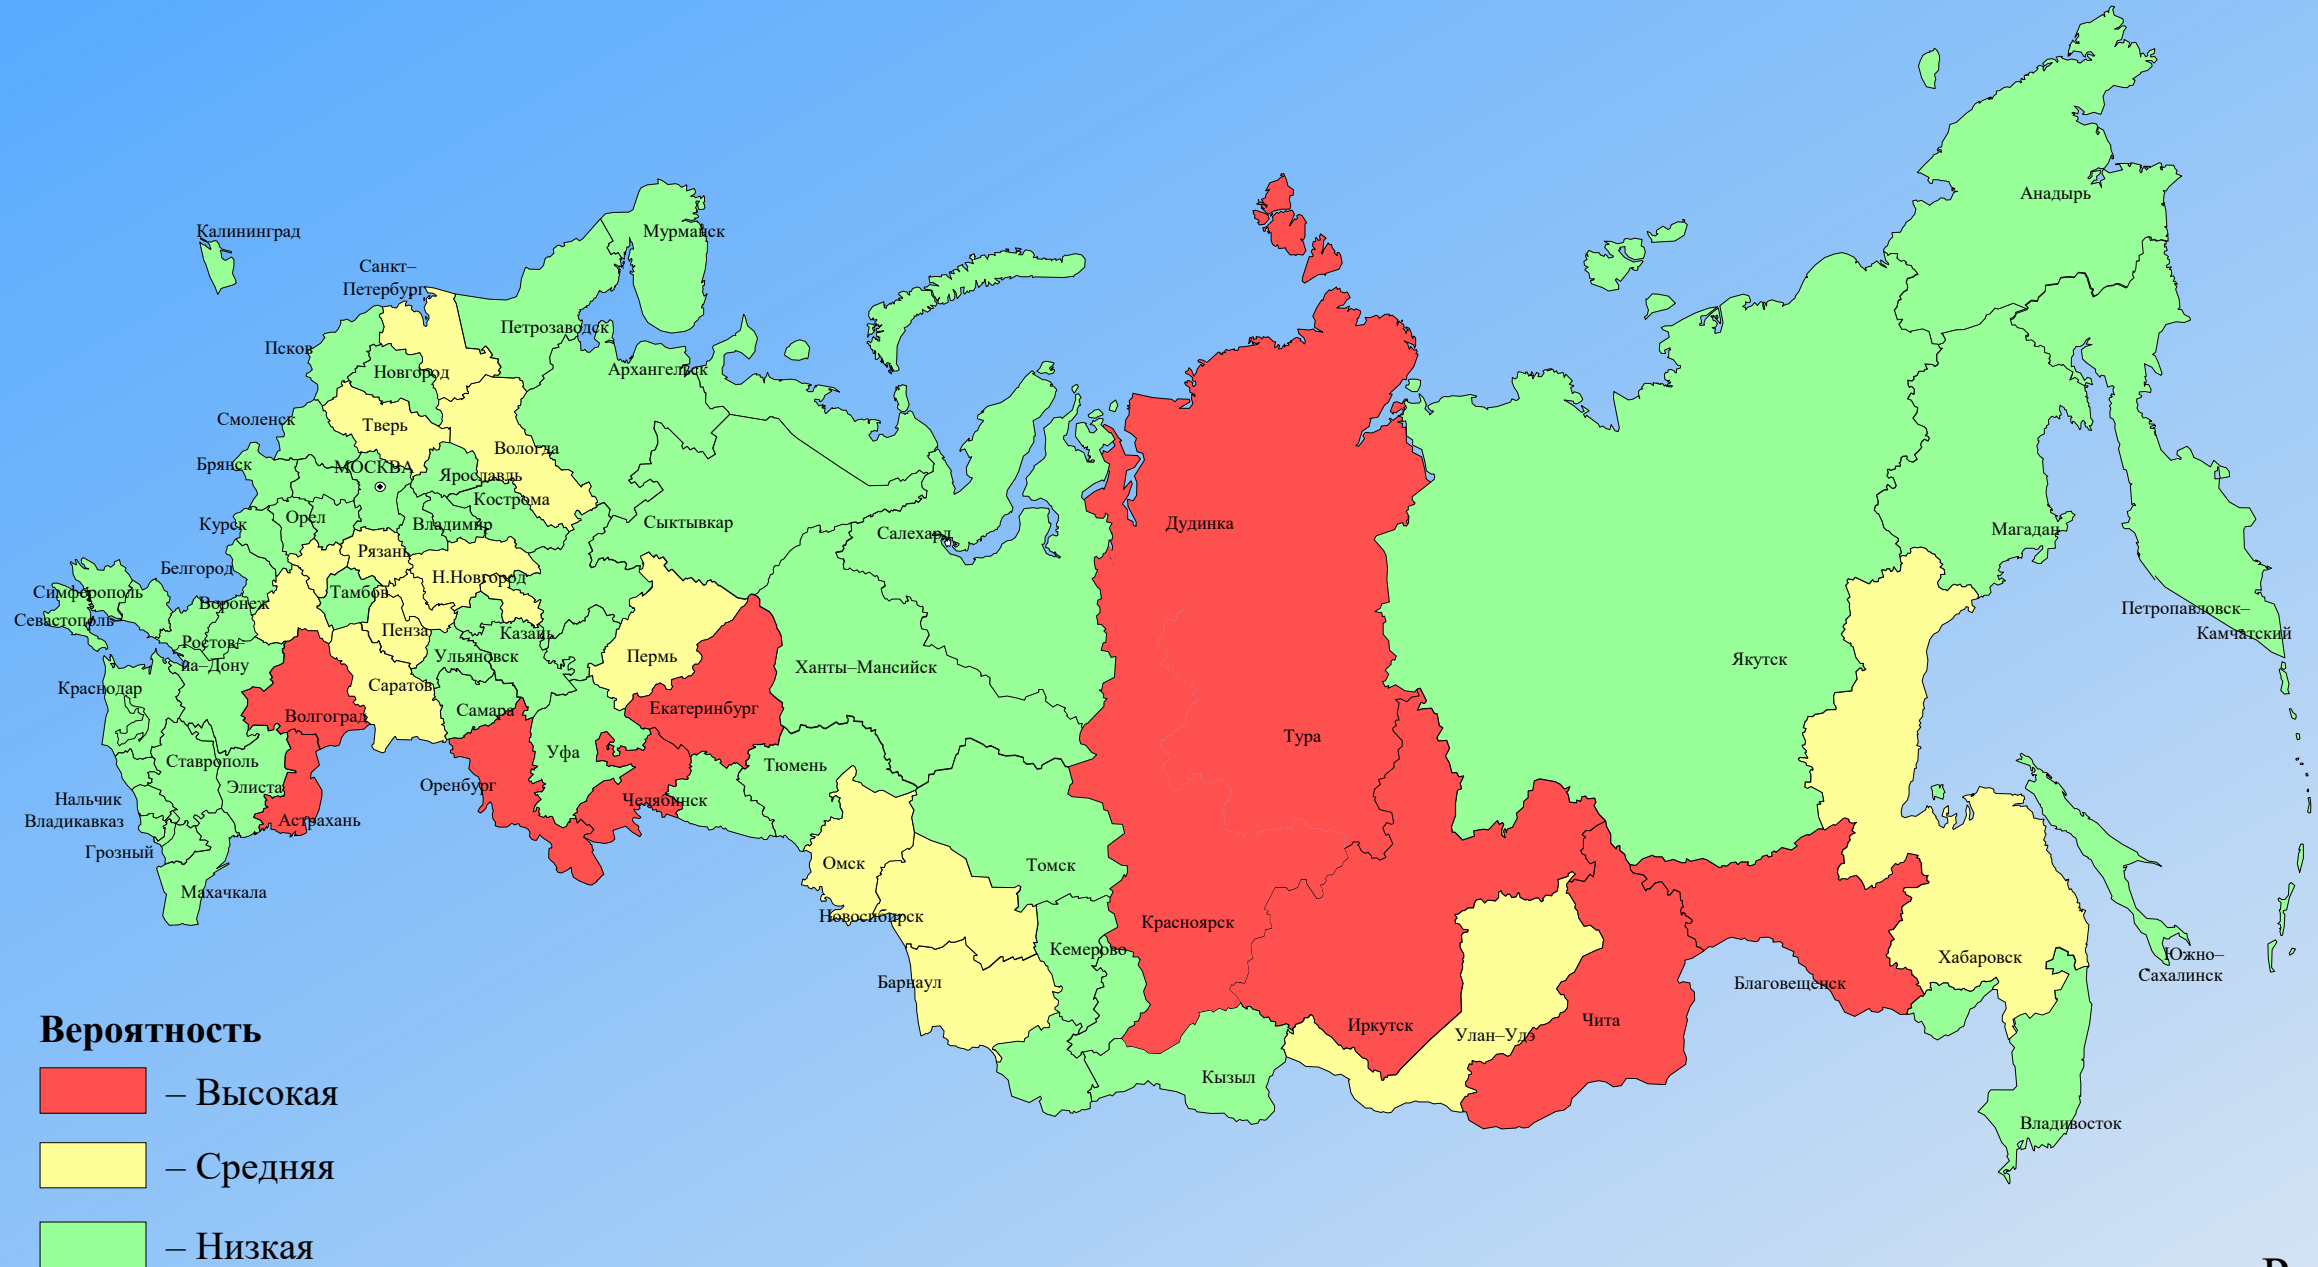 Анадырь
Калининград
Мурманск
Санкт–
Петербург
Петрозаводск
Псков
Архангельск
Новгород
Смоленск
Тверь
Вологда
Брянск
МОСКВА
Ярославль
Кострома
Курск
Орел
Владимир
Сыктывкар
Салехард
Дудинка
Магадан
Рязань
Белгород
Н.Новгород
Симферополь
Тамбов
Воронеж
Севастополь
Пенза
Казань
Петропавловск–
Камчатский
Ростов–
на–Дону
Ульяновск
Пермь
Ханты–Мансийск
Якутск
Краснодар
Саратов
Волгоград
Самара
Екатеринбург
Тура
Уфа
Ставрополь
Тюмень
Элиста
Оренбург
Нальчик
Челябинск
Владикавказ
Астрахань
Грозный
Омск
Томск
Махачкала
Новосибирск
Красноярск
Кемерово
Барнаул
Хабаровск
Южно–
Сахалинск
Благовещенск
Иркутск
Улан–Удэ
Чита
Кызыл
Владивосток
Вероятность
– Высокая
– Средняя
– Низкая